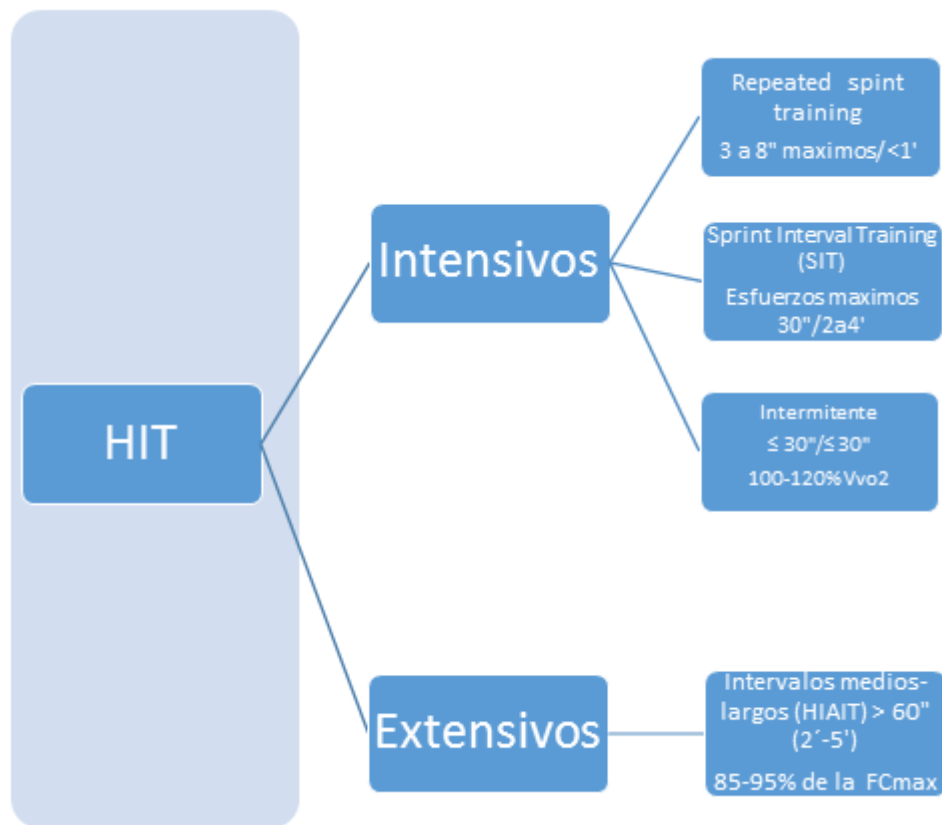 HIT
Intensivos
Repeated spint
training
3 a 8" maximos/<1'
Sprint Interval Training
(SIT)
Esfuerzos maximos
30"/2a4'
Intermitente
≤ 30"/≤ 30"
100-120% Vvo2
Extensivos
Intervalos medios-
largos (HIAIT) > 60"
(2´-5')
85-95% de la FCmax